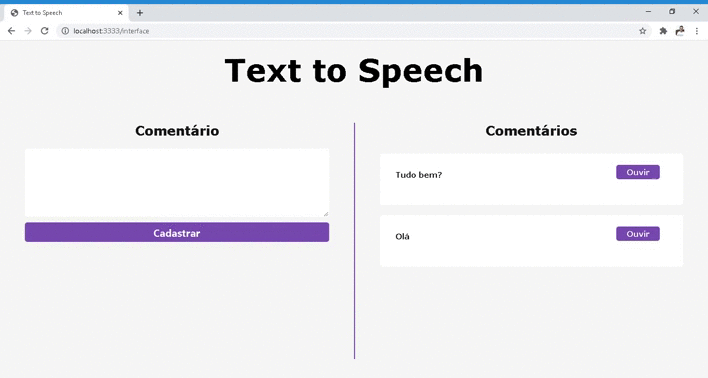 Text to Speech
localhost:3333/interface
Text to Speech
Comentário
Cadastrar
Comentários
Tudo bem?
Ouvir
Olá
Ouvir